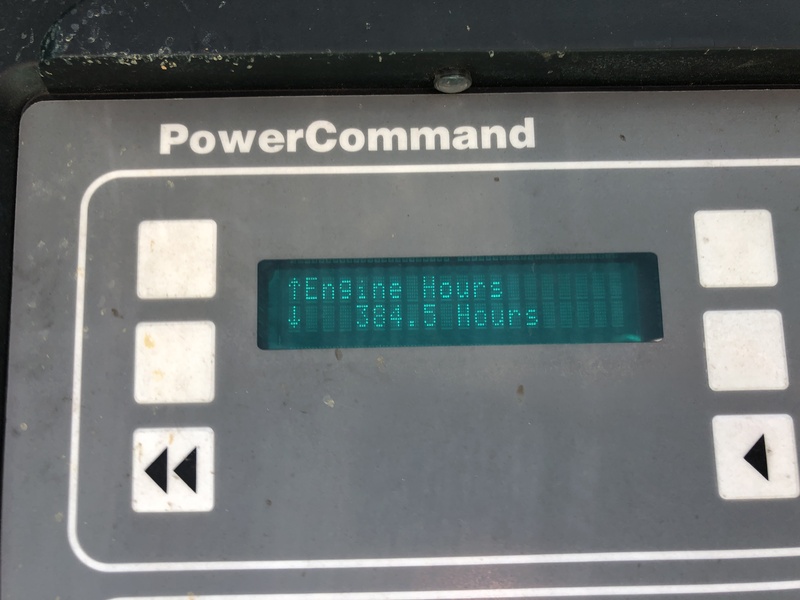 PowerCommand
↑Engine Hours
↓ 384.5 Hours